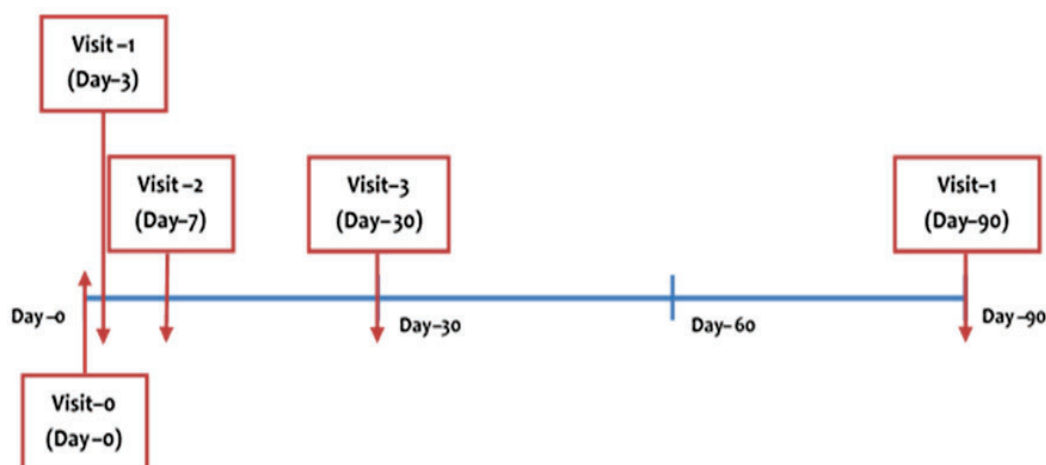 Visit–1
(Day–3)
Visit–2
(Day–7)
Visit–3
(Day–30)
Visit–1
(Day–90)
Day–0
Day–30
Day–60
Day–90
Visit–0
(Day–0)